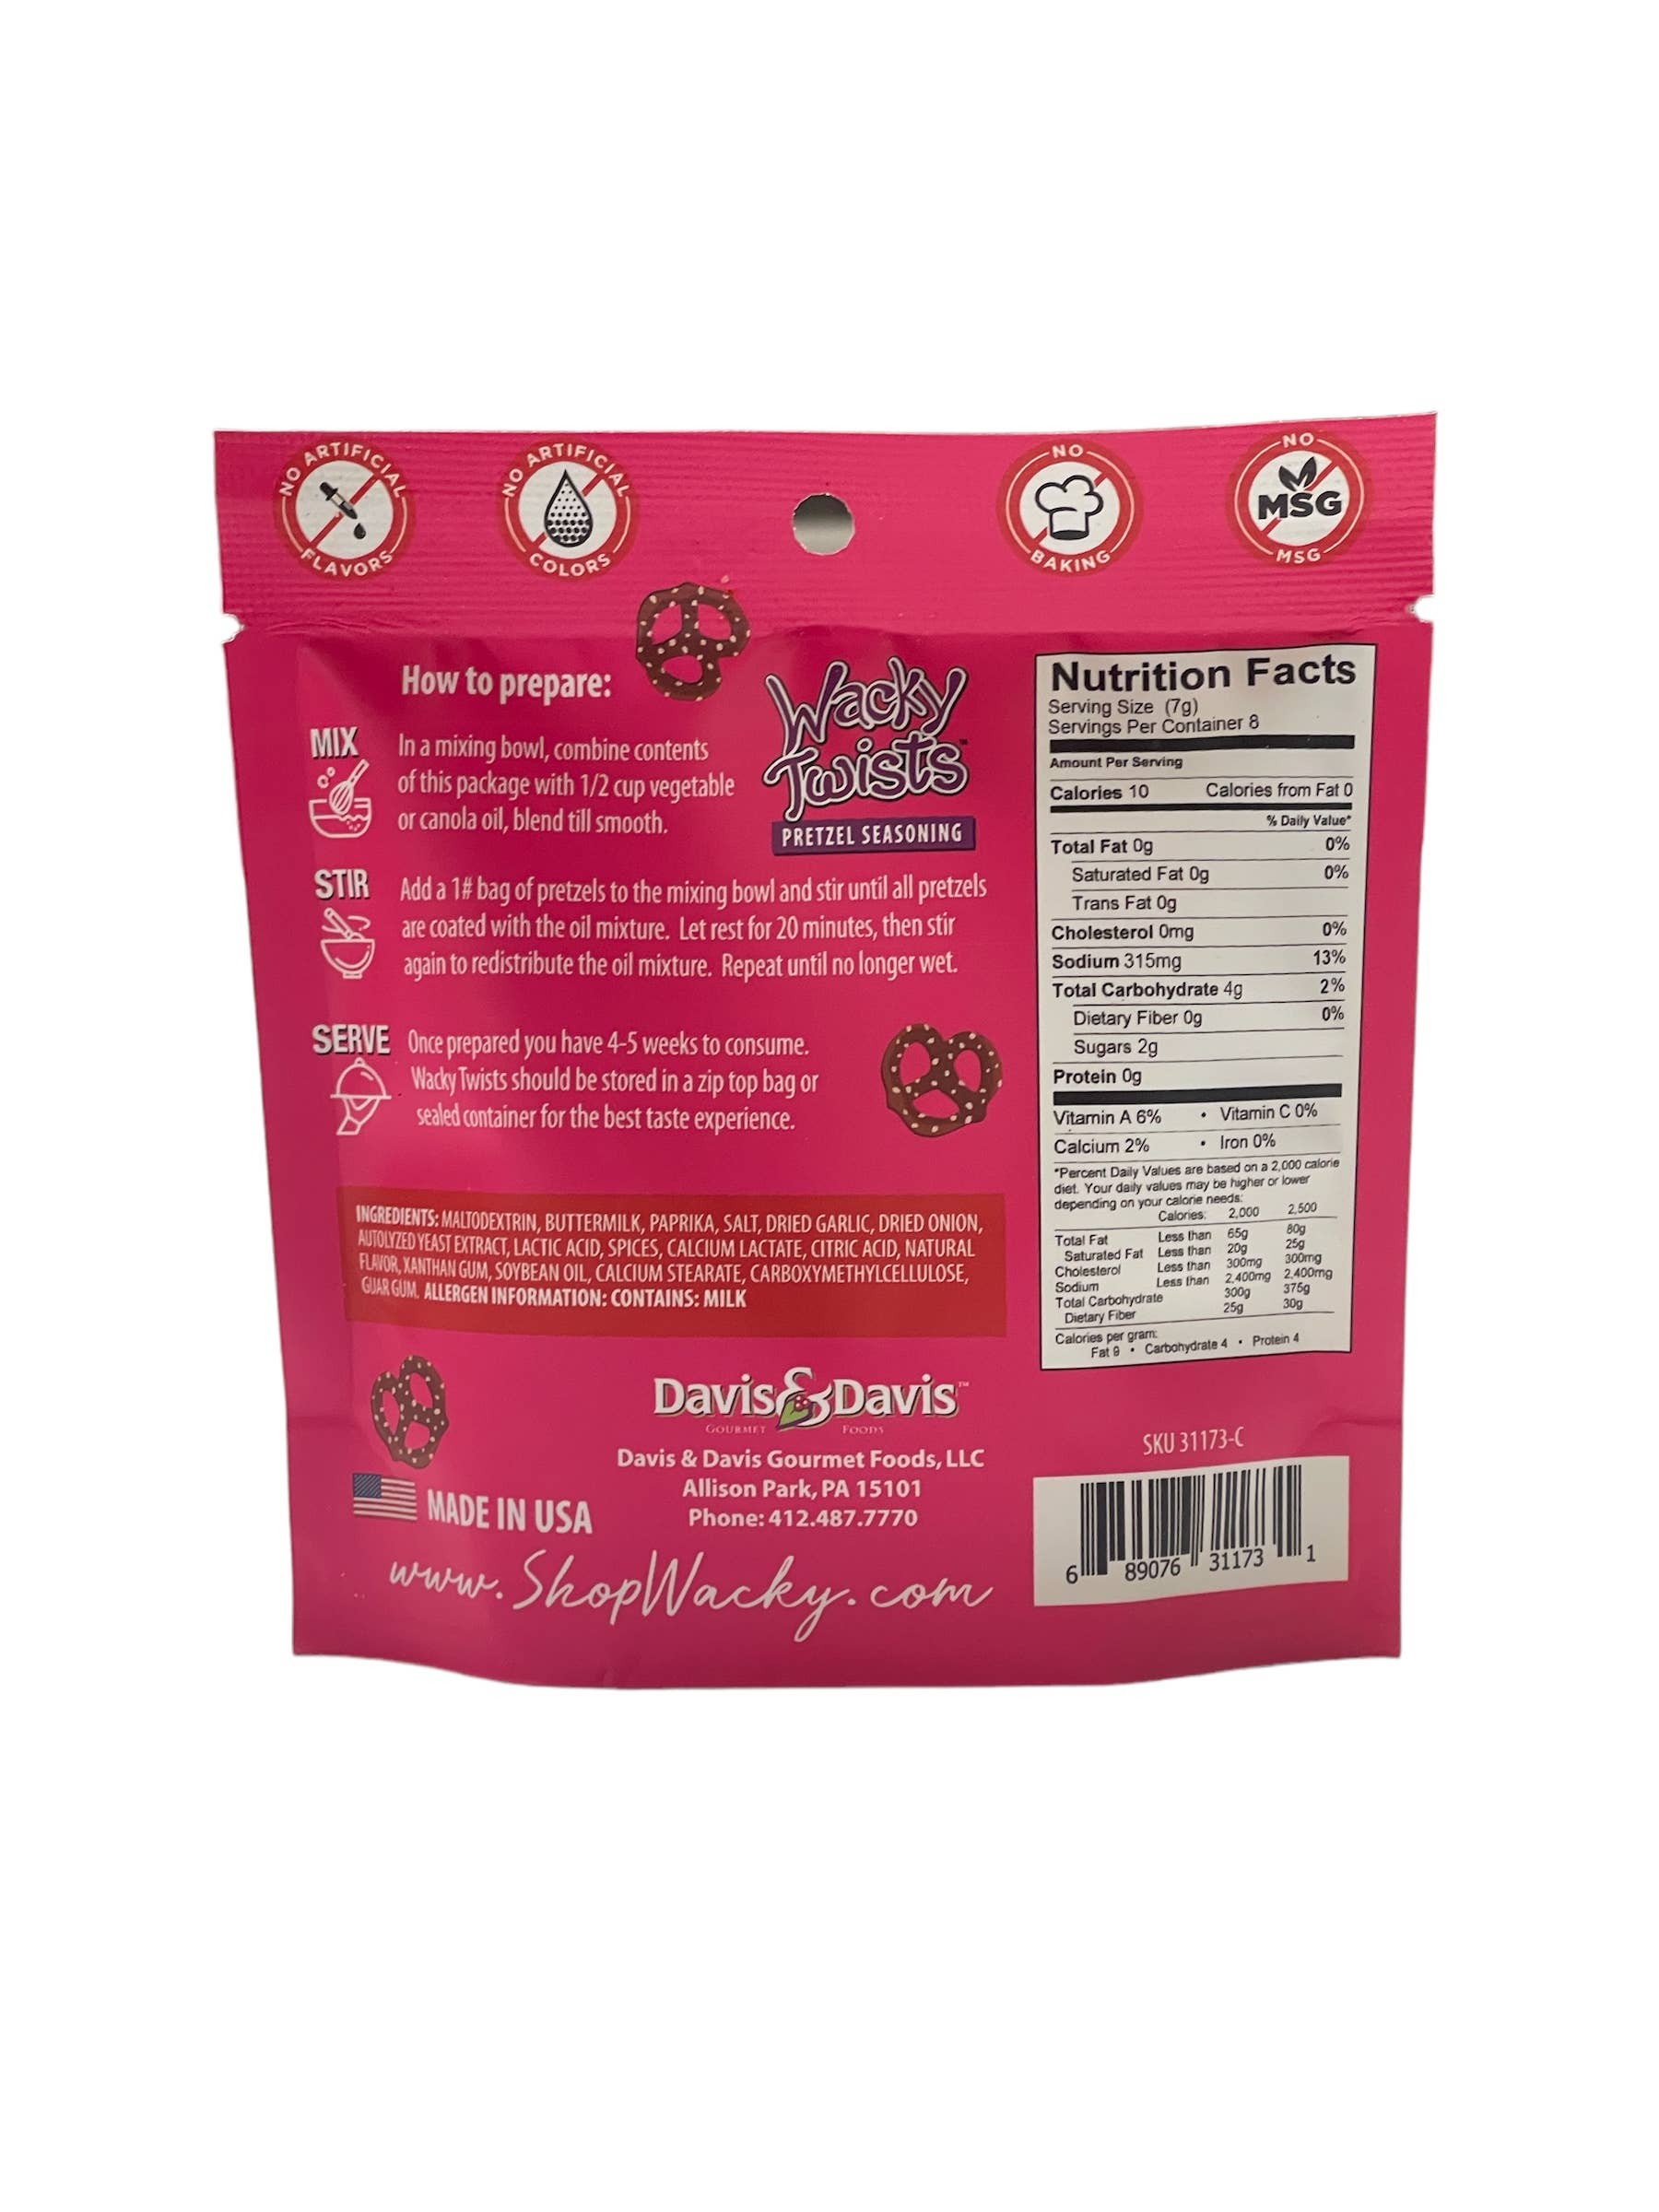 NO ARTIFICIAL
FLAVORS
NO ARTIFICIAL
COLORS
NO
BAKING
NO
MSG
MSG
How to prepare:
Wacky
Twists™
PRETZEL SEASONING
MIX
In a mixing bowl, combine contents
of this package with 1/2 cup vegetable
or canola oil, blend till smooth.
STIR
Add a 1# bag of pretzels to the mixing bowl and stir until all pretzels
are coated with the oil mixture. Let rest for 20 minutes, then stir
again to redistribute the oil mixture. Repeat until no longer wet.
SERVE
Once prepared you have 4-5 weeks to consume.
Wacky Twists should be stored in a zip top bag or
sealed container for the best taste experience.
INGREDIENTS: MALTODEXTRIN, BUTTERMILK, PAPRIKA, SALT, DRIED GARLIC, DRIED ONION,
AUTOLYZED YEAST EXTRACT, LACTIC ACID, SPICES, CALCIUM LACTATE, CITRIC ACID, NATURAL
FLAVOR, XANTHAN GUM, SOYBEAN OIL, CALCIUM STEARATE, CARBOXYMETHYLCELLULOSE,
GUAR GUM. ALLERGEN INFORMATION: CONTAINS: MILK
Davis&Davis™
GOURMET FOODS
Davis & Davis Gourmet Foods, LLC
Allison Park, PA 15101
Phone: 412.487.7770
MADE IN USA
www.ShopWacky.com
Nutrition Facts
Serving Size (7g)
Servings Per Container 8
Amount Per Serving
Calories 10 Calories from Fat 0
% Daily Value*
Total Fat 0g 0%
Saturated Fat 0g 0%
Trans Fat 0g
Cholesterol 0mg 0%
Sodium 315mg 13%
Total Carbohydrate 4g 2%
Dietary Fiber 0g 0%
Sugars 2g
Protein 0g
Vitamin A 6% • Vitamin C 0%
Calcium 2% • Iron 0%
*Percent Daily Values are based on a 2,000 calorie
diet. Your daily values may be higher or lower
depending on your calorie needs:
Calories: 2,000 2,500
Total Fat Less than 65g 80g
Saturated Fat Less than 20g 25g
Cholesterol Less than 300mg 300mg
Sodium Less than 2,400mg 2,400mg
Total Carbohydrate 300g 375g
Dietary Fiber 25g 30g
Calories per gram:
Fat 9 • Carbohydrate 4 • Protein 4
SKU 31173-C
6 89076 31173 1